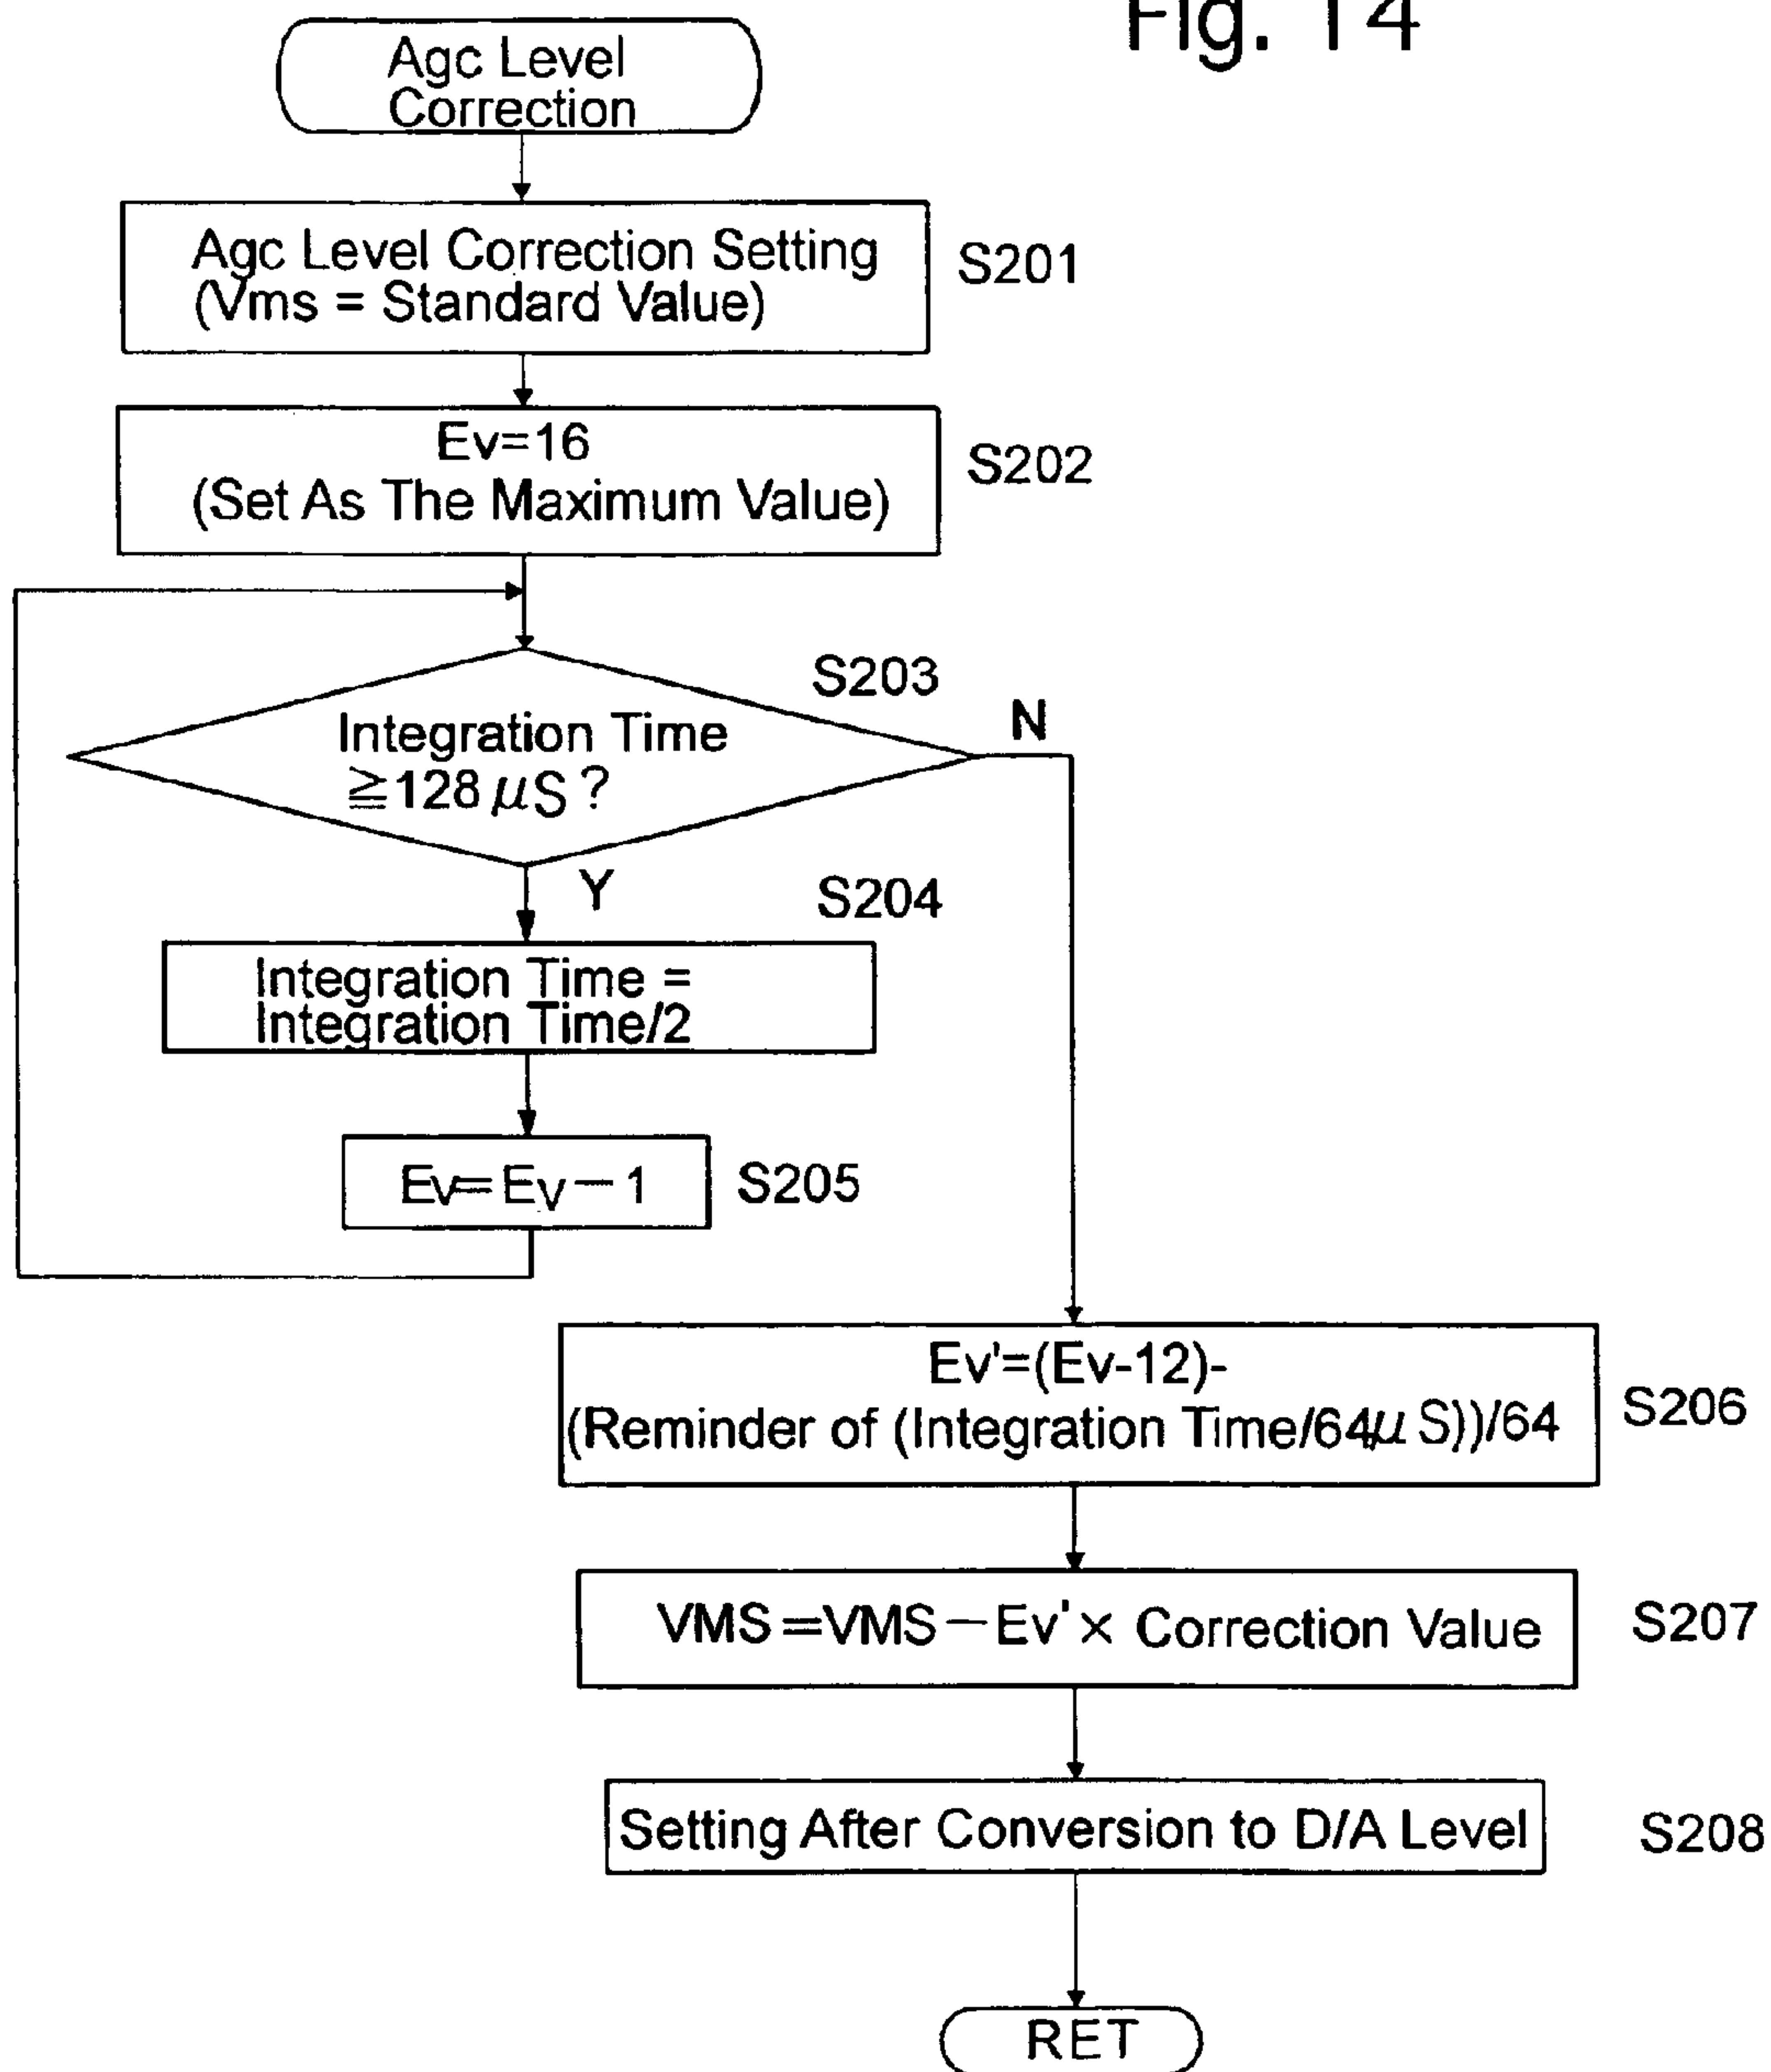 Fig. 14
Agc Level
Correction
Agc Level Correction Setting
(Vms = Standard Value)
S201
Ev=16
(Set As The Maximum Value)
S202
S203
Integration Time
≧128μS?
N
Y
S204
Integration Time =
Integration Time/2
Ev=Ev－1
S205
Ev'=(Ev-12)-
(Reminder of (Integration Time/64μS))/64
S206
VMS=VMS－Ev'× Correction Value
S207
Setting After Conversion to D/A Level
S208
RET